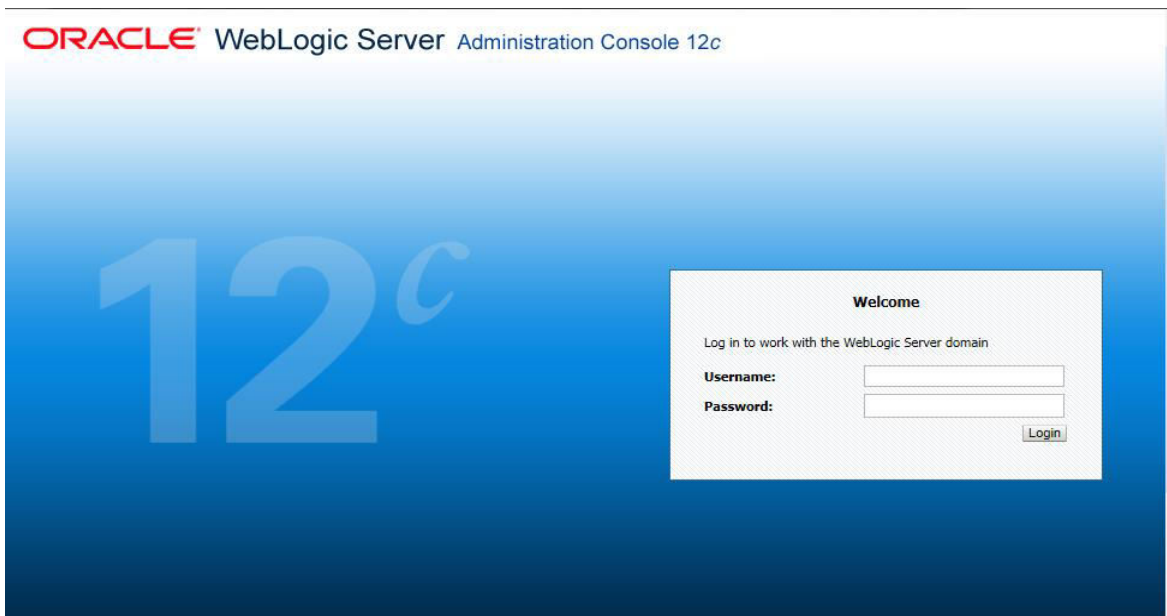 ORACLE WebLogic Server Administration Console 12c
12c
Welcome
Log in to work with the WebLogic Server domain
Username:
Password:
Login